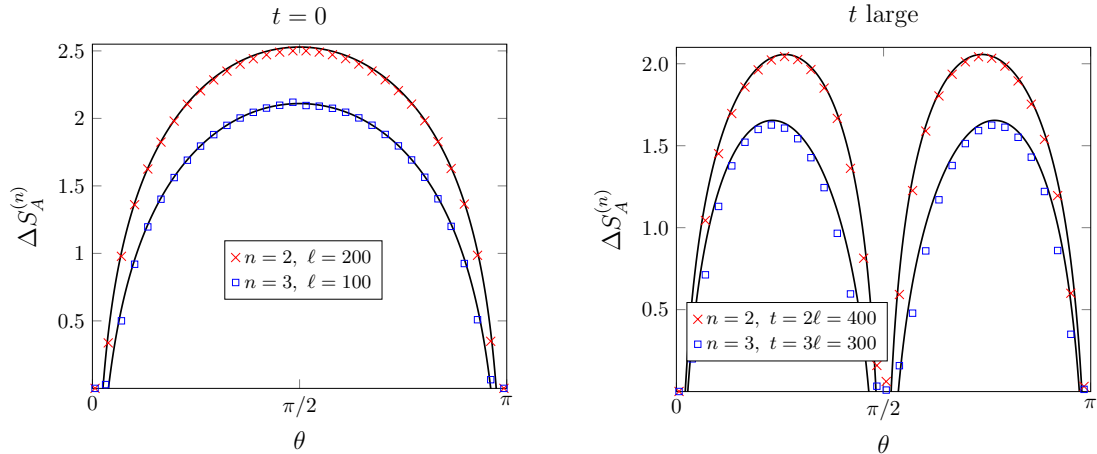 t = 0
2.5
2
1.5
1
0.5
0
π/2
π
θ
ΔS_A^{(n)}
n = 2, ℓ = 200
n = 3, ℓ = 100
t large
2.0
1.5
1.0
0.5
0
π/2
π
θ
ΔS_A^{(n)}
n = 2, t = 2ℓ = 400
n = 3, t = 3ℓ = 300